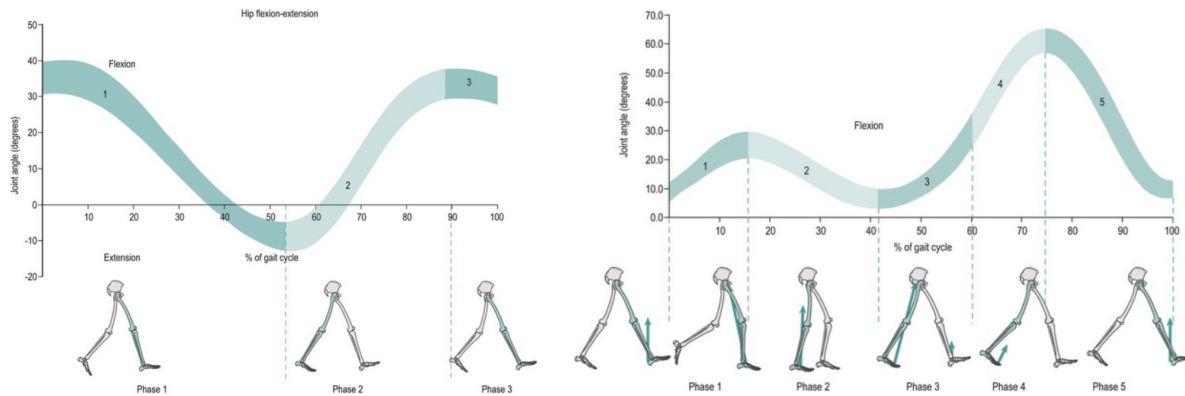 Hip flexion-extension
50
40
30
20
10
0
-10
-20
Joint angle (degrees)
Flexion
1
2
3
10 20 30 40 50 60 70 80 90 100
Extension
% of gait cycle
Phase 1 Phase 2 Phase 3
70.0
60.0
50.0
40.0
30.0
20.0
10.0
0.0
Joint angle (degrees)
Flexion
1
2
3
4
5
10 20 30 40 50 60 70 80 90 100
% of gait cycle
Phase 1 Phase 2 Phase 3 Phase 4 Phase 5